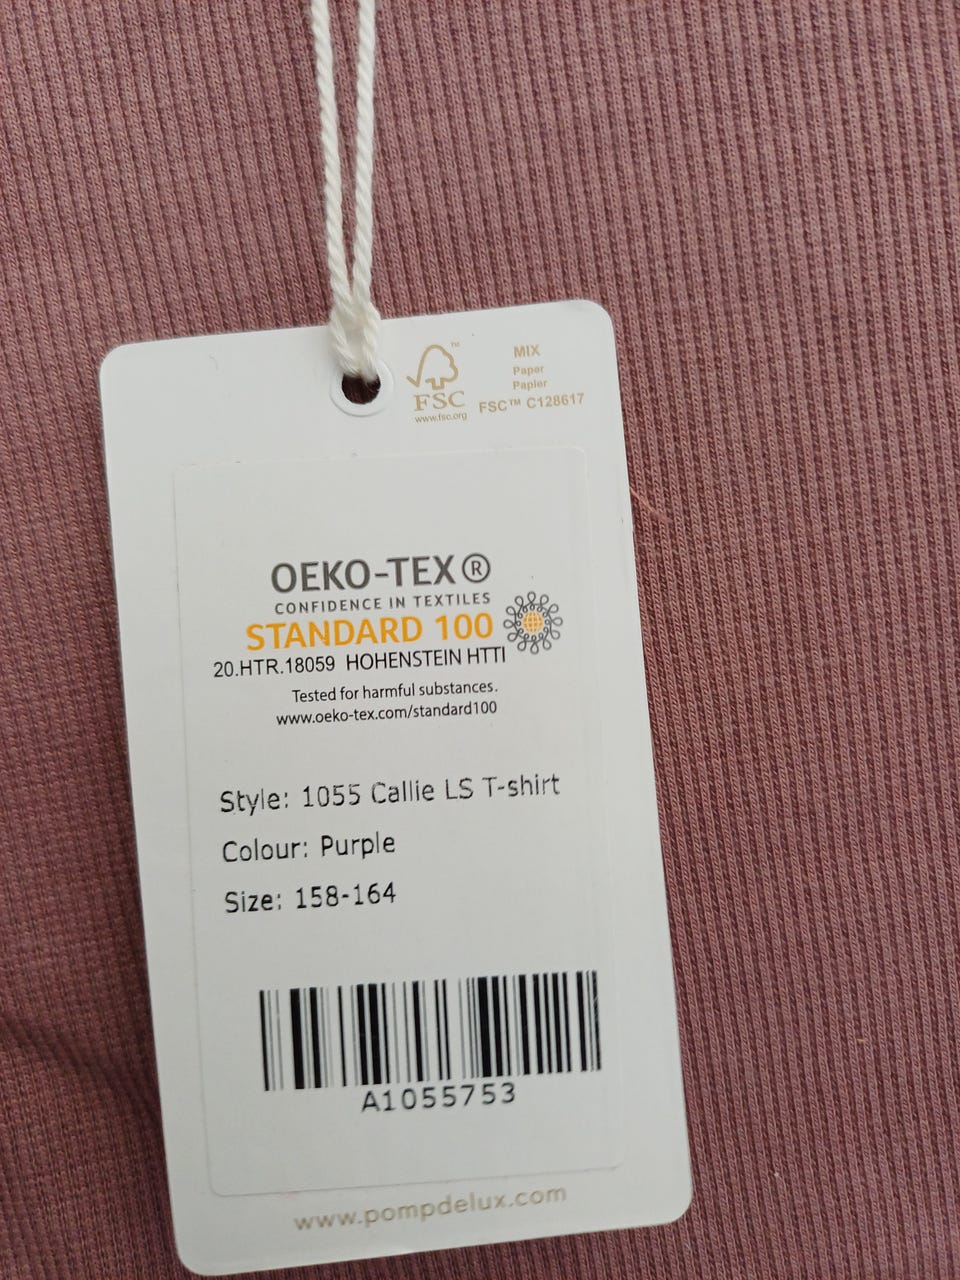 FSC™
www.fsc.org
MIX
Paper
Papier
FSC™ C128617
OEKO-TEX®
CONFIDENCE IN TEXTILES
STANDARD 100
20.HTR.18059 HOHENSTEIN HTTI
Tested for harmful substances.
www.oeko-tex.com/standard100
Style: 1055 Callie LS T-shirt
Colour: Purple
Size: 158-164
A1055753
www.pompdelux.com